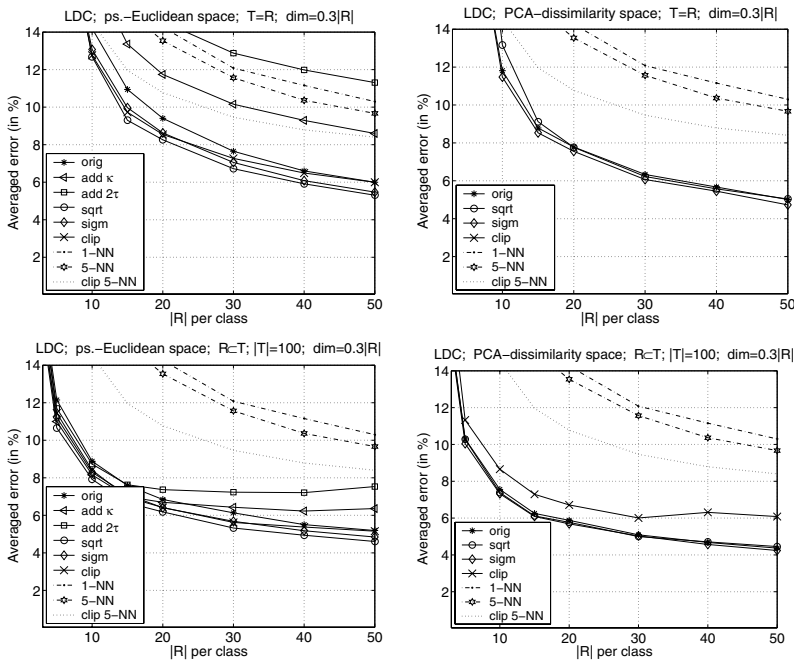 LDC; ps.−Euclidean space; T=R; dim=0.3|R|
14
12
10
8
6
4
2
Averaged error (in %)
orig
add κ
add 2τ
sqrt
sigm
clip
1−NN
5−NN
clip 5−NN
10 20 30 40 50
|R| per class
LDC; PCA−dissimilarity space; T=R; dim=0.3|R|
14
12
10
8
6
4
2
Averaged error (in %)
orig
sqrt
sigm
clip
1−NN
5−NN
clip 5−NN
10 20 30 40 50
|R| per class
LDC; ps.−Euclidean space; R⊂T; |T|=100; dim=0.3|R|
14
12
10
8
6
4
2
Averaged error (in %)
orig
add κ
add 2τ
sqrt
sigm
clip
1−NN
5−NN
clip 5−NN
10 20 30 40 50
|R| per class
LDC; PCA−dissimilarity space; R⊂T; |T|=100; dim=0.3|R|
14
12
10
8
6
4
2
Averaged error (in %)
orig
sqrt
sigm
clip
1−NN
5−NN
clip 5−NN
10 20 30 40 50
|R| per class